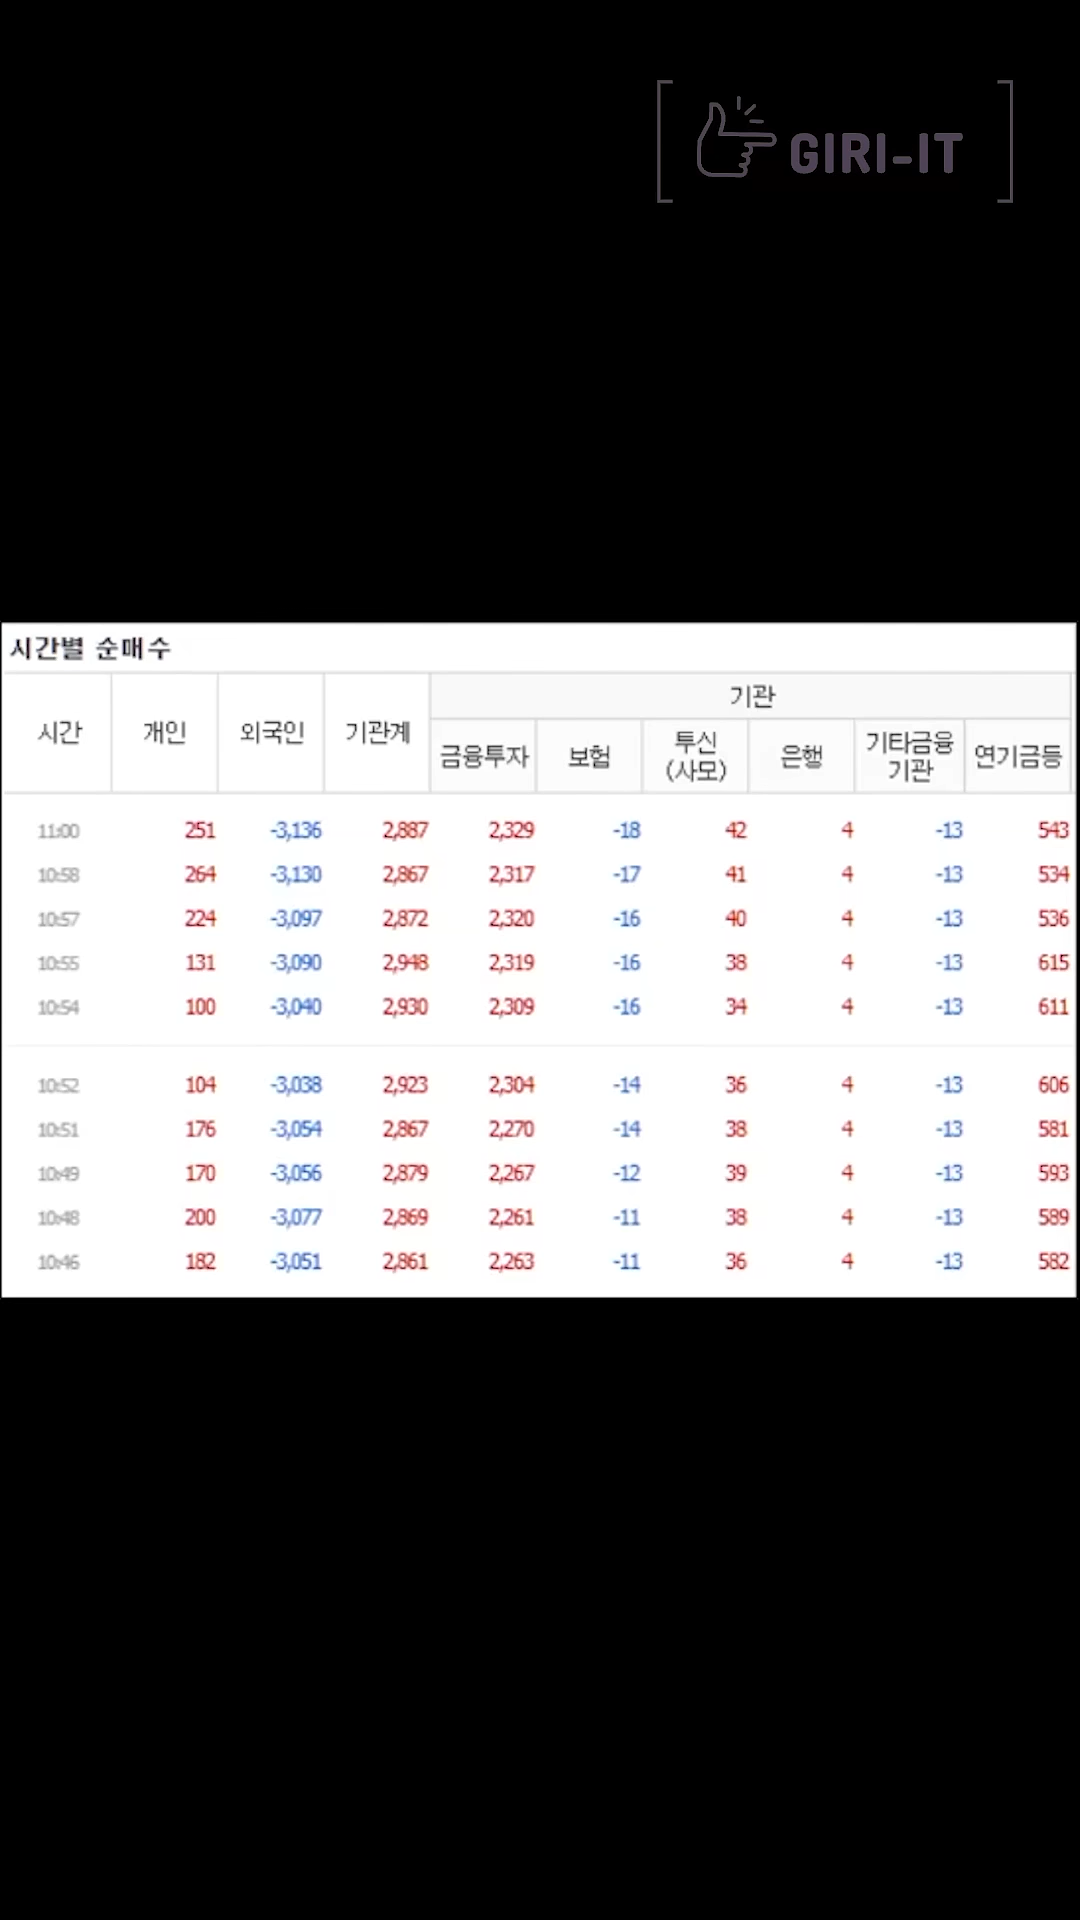 GIRI-IT
시간별 순매수
시간 개인 외국인 기관계 기관
금융투자 보험 투신 (사모) 은행 기타금융 기관 연기금등
11:00 251 -3,136 2,887 2,329 -18 42 4 -13 543
10:58 264 -3,130 2,867 2,317 -17 41 4 -13 534
10:57 224 -3,097 2,872 2,320 -16 40 4 -13 536
10:55 131 -3,090 2,948 2,319 -16 38 4 -13 615
10:54 100 -3,040 2,930 2,309 -16 34 4 -13 611
10:52 104 -3,038 2,923 2,304 -14 36 4 -13 606
10:51 176 -3,054 2,867 2,270 -14 38 4 -13 581
10:49 170 -3,056 2,879 2,267 -12 39 4 -13 593
10:48 200 -3,077 2,869 2,261 -11 38 4 -13 589
10:46 182 -3,051 2,861 2,263 -11 36 4 -13 582